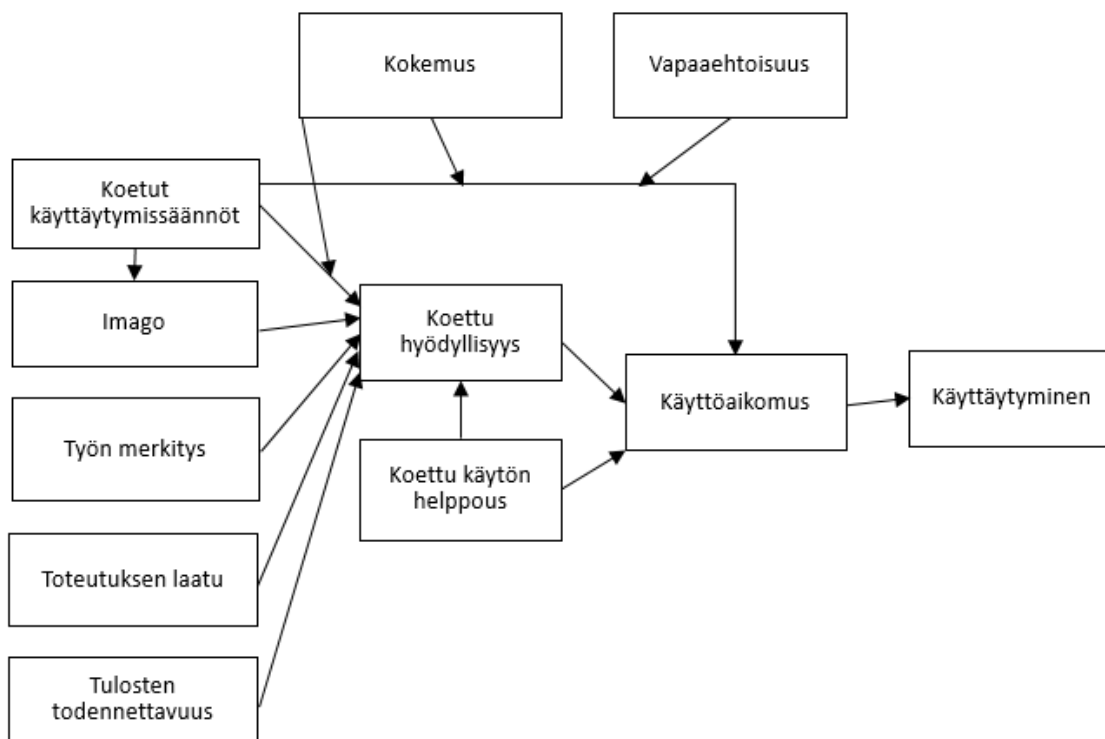 Kokemus
Vapaaehtoisuus
Koetut
käyttäytymissäännöt
Imago
Koettu
hyödyllisyys
Käyttöaikomus
Käyttäytyminen
Työn merkitys
Koettu käytön
helppous
Toteutuksen laatu
Tulosten
todennettavuus